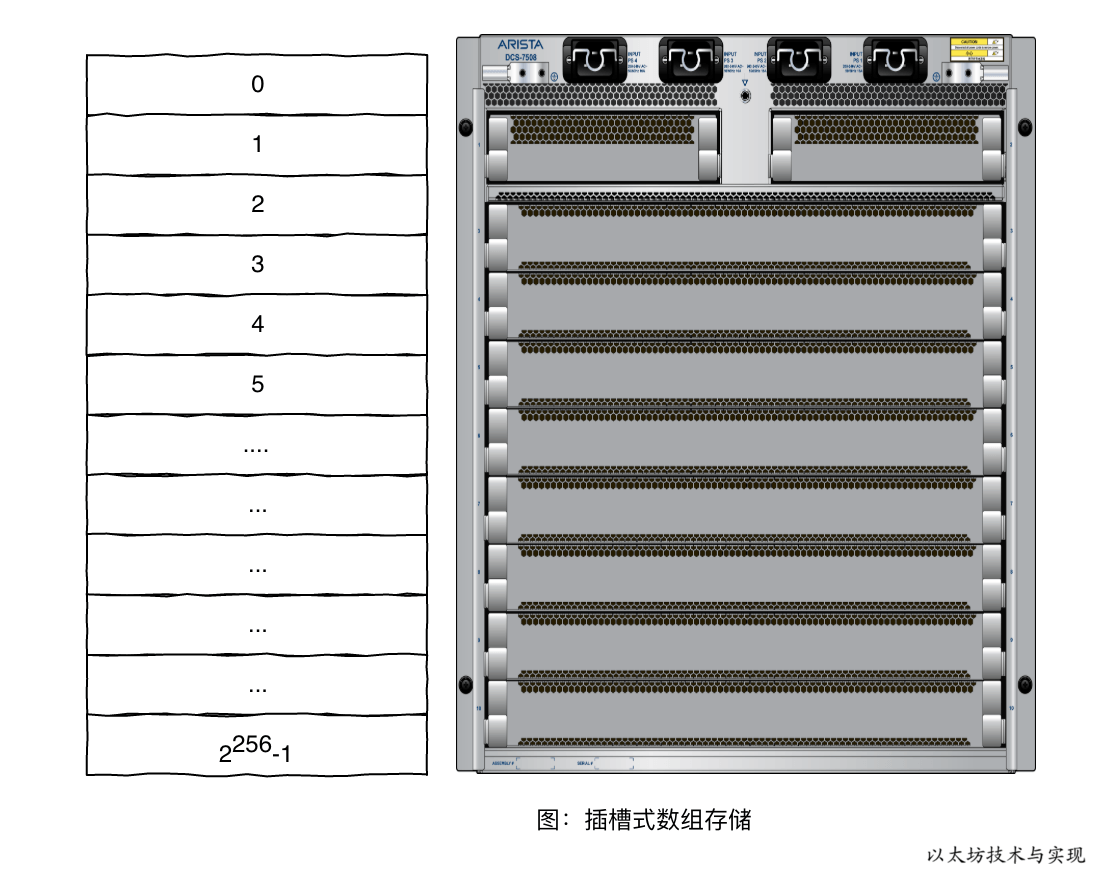 0
1
2
3
4
5
....
...
...
...
...
2^256-1
ARISTA
DCS-7508
INPUT
PS 4
INPUT
PS 3
INPUT
PS 2
INPUT
PS 1
CAUTION
ASSEMBLY#
SERIAL#
图：插槽式数组存储
以太坊技术与实现